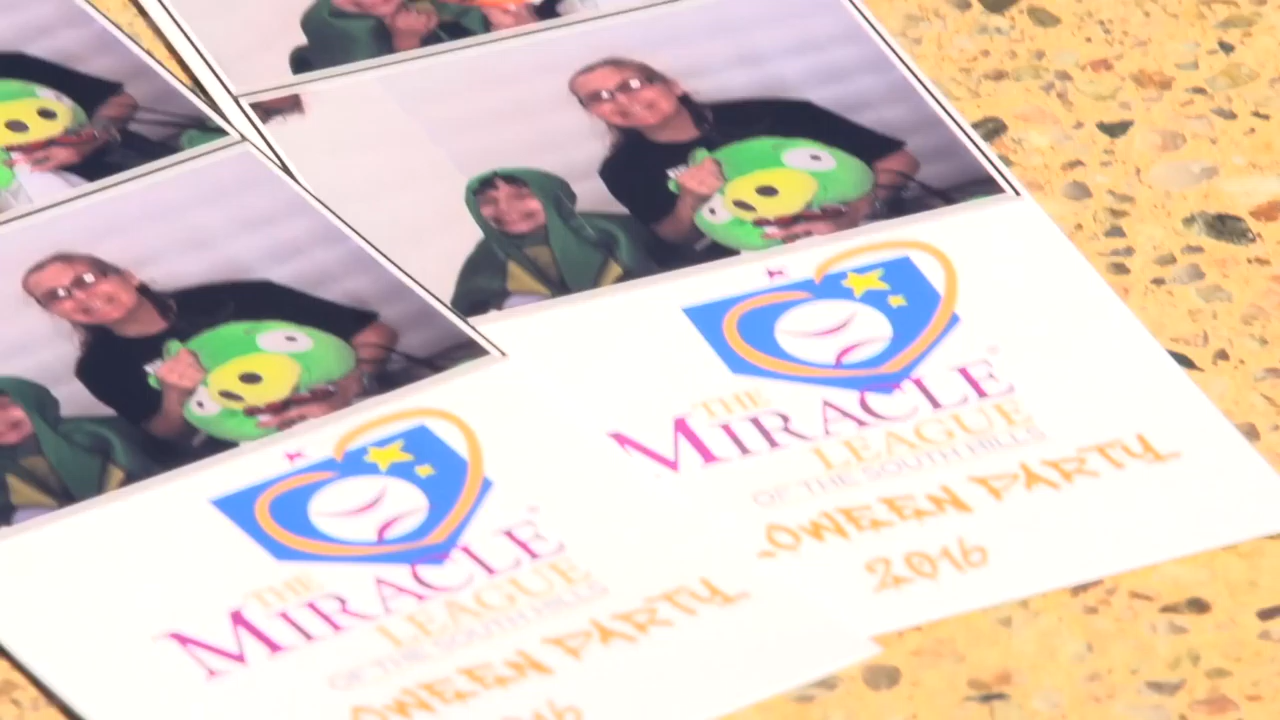 THE
MIRACLE
LEAGUE
OF THE SOUTH HILLS
OWEEN PARTY
2016
THE
MIRACLE
LEAGUE
OF THE SOUTH HILLS
OWEEN PARTY
16